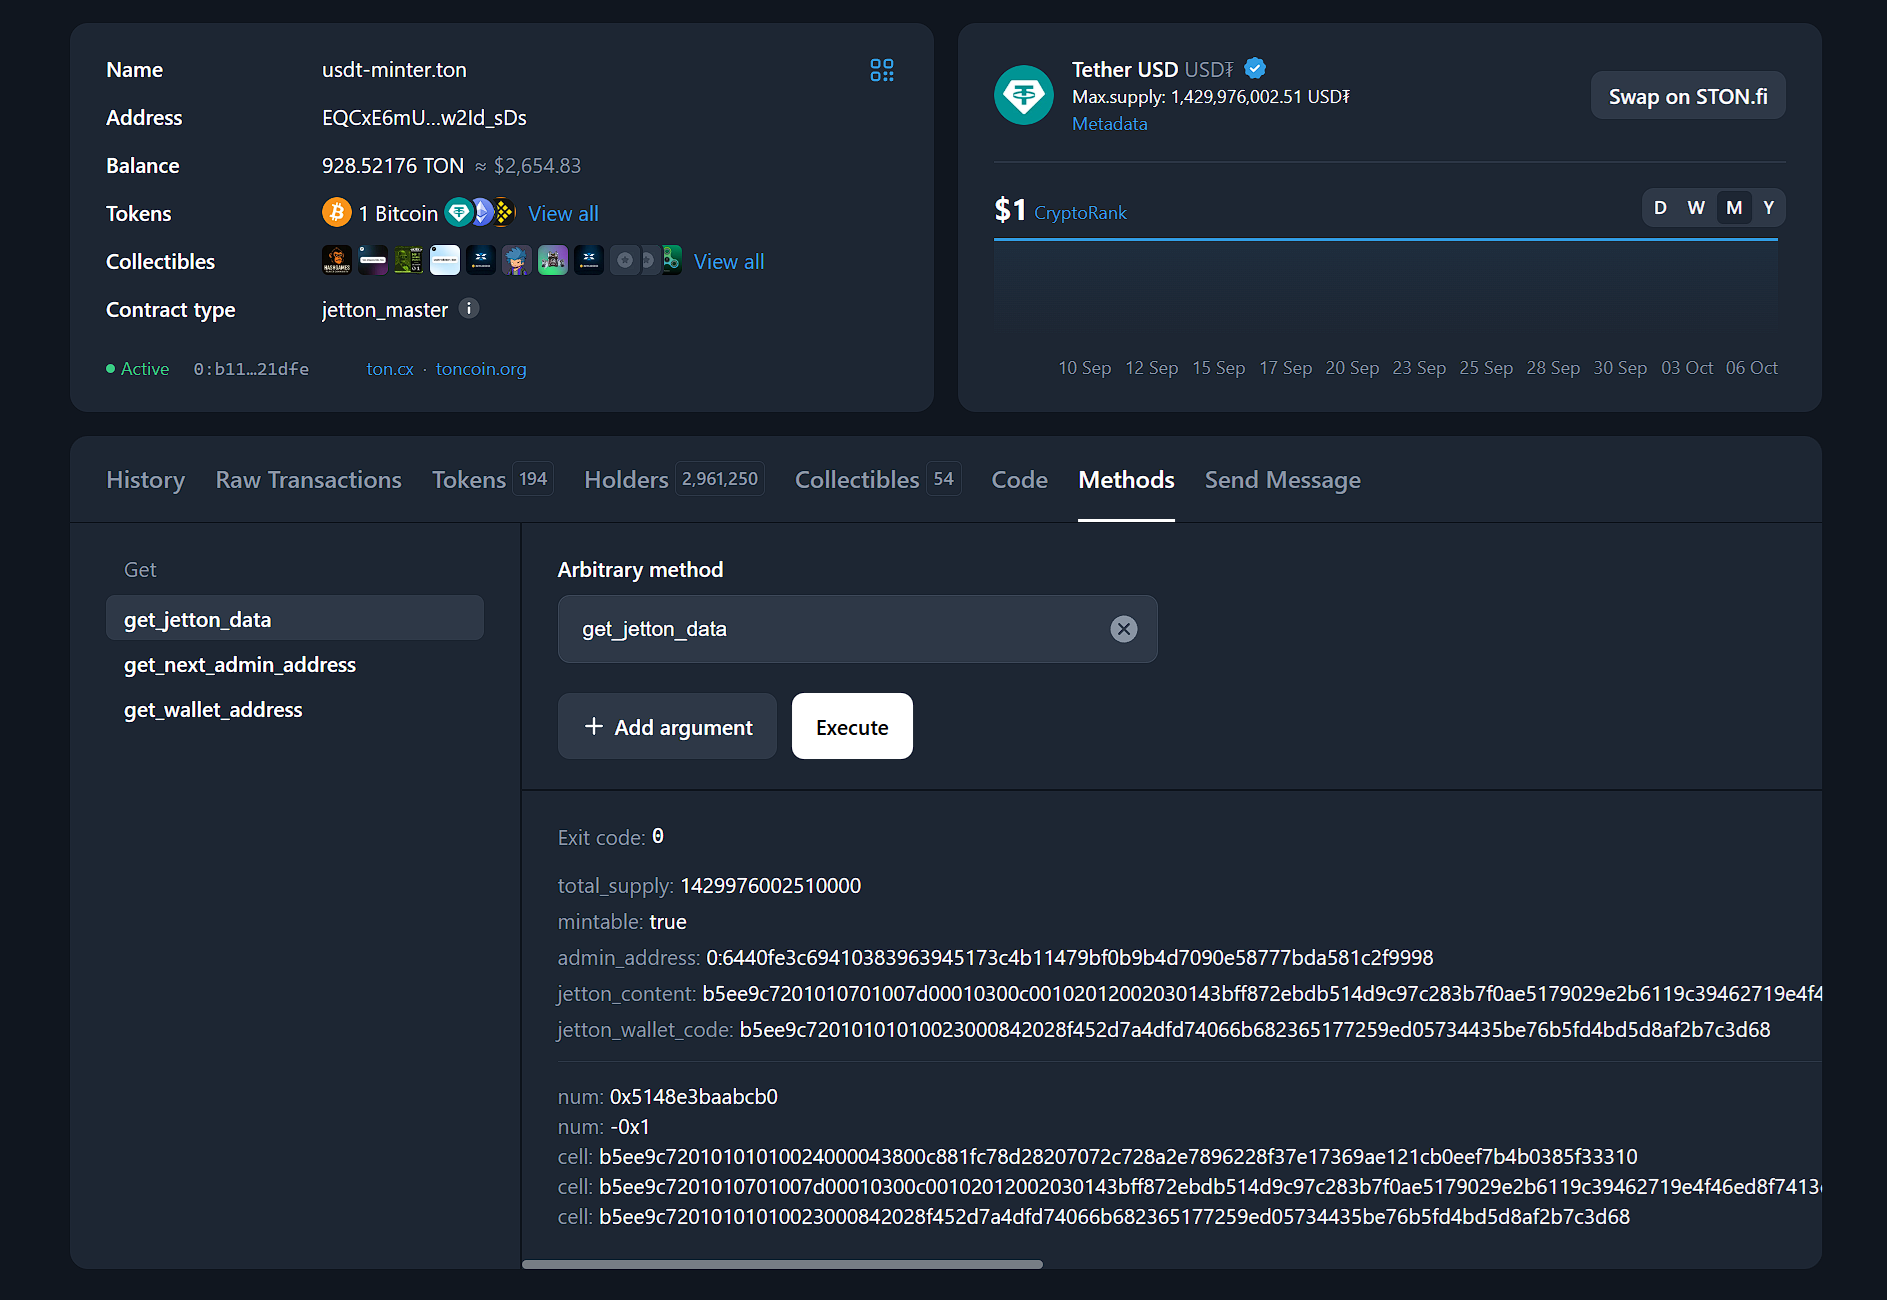 Name usdt-minter.ton
Address EQCxE6mU...w2Id_sDs
Balance 928.52176 TON ≈ $2,654.83
Tokens 1 Bitcoin View all
Collectibles View all
Contract type jetton_master
Active 0:b11…21dfe ton.cx · toncoin.org
Tether USD USD₮
Max.supply: 1,429,976,002.51 USD₮
Metadata
Swap on STON.fi
$1 CryptoRank
D W M Y
10 Sep 12 Sep 15 Sep 17 Sep 20 Sep 23 Sep 25 Sep 28 Sep 30 Sep 03 Oct 06 Oct
History Raw Transactions Tokens 194 Holders 2,961,250 Collectibles 54 Code Methods Send Message
Get
get_jetton_data
get_next_admin_address
get_wallet_address
Arbitrary method
get_jetton_data
+ Add argument Execute
Exit code: 0
total_supply: 1429976002510000
mintable: true
admin_address: 0:6440fe3c69410383963945173c4b11479bf0b9b4d7090e58777bda581c2f9998
jetton_content: b5ee9c7201010701007d00010300c00102012002030143bff872ebdb514d9c97c283b7f0ae5179029e2b6119c39462719e4f4
jetton_wallet_code: b5ee9c72010101010023000842028f452d7a4dfd74066b682365177259ed05734435be76b5fd4bd5d8af2b7c3d68
num: 0x5148e3baabcb0
num: -0x1
cell: b5ee9c72010101010024000043800c881fc78d28207072c728a2e7896228f37e17369ae121cb0eef7b4b0385f33310
cell: b5ee9c7201010701007d00010300c00102012002030143bff872ebdb514d9c97c283b7f0ae5179029e2b6119c39462719e4f46ed8f7413
cell: b5ee9c72010101010023000842028f452d7a4dfd74066b682365177259ed05734435be76b5fd4bd5d8af2b7c3d68